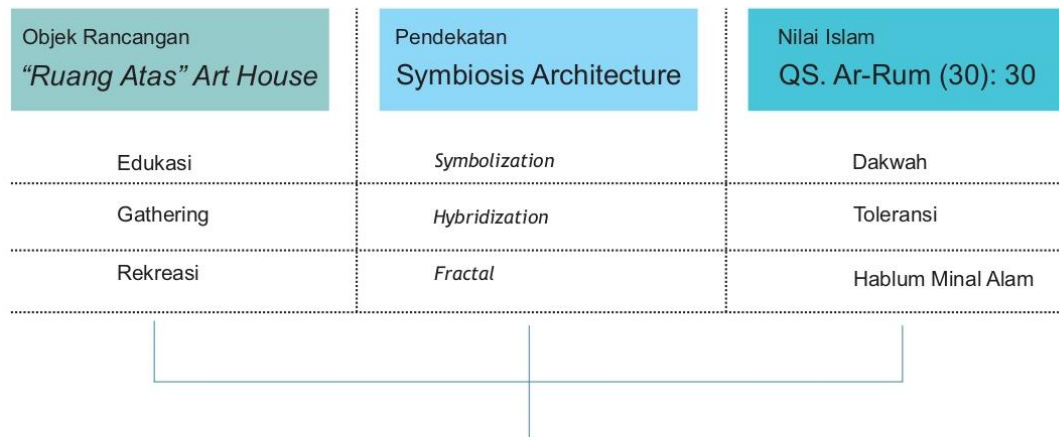 Objek Rancangan
“Ruang Atas” Art House
Pendekatan
Symbiosis Architecture
Nilai Islam
QS. Ar-Rum (30): 30
Edukasi
Symbolization
Dakwah
Gathering
Hybridization
Toleransi
Rekreasi
Fractal
Hablum Minal Alam